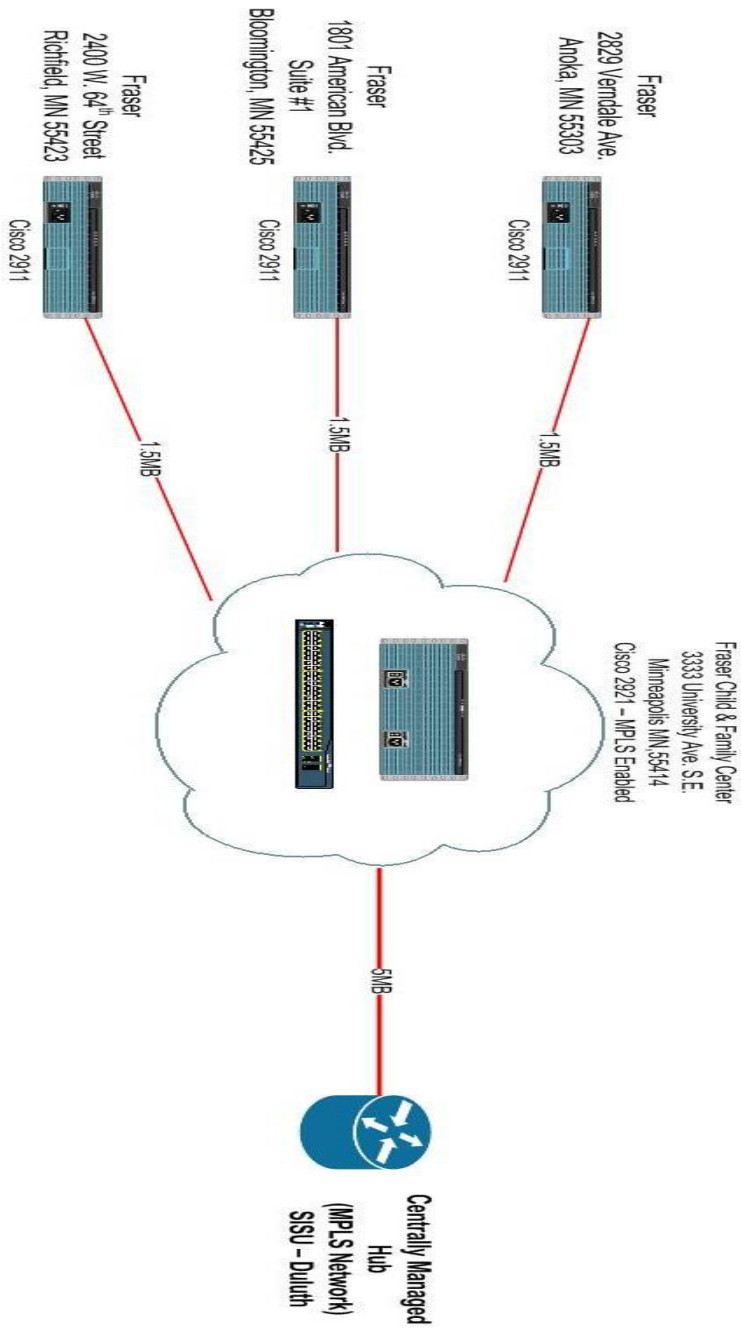 Fraser Child & Family Center
3333 University Ave. S.E.
Minneapolis MN,55414
Cisco 2921 – MPLS Enabled
Fraser
2829 Verndale Ave.
Anoka, MN 55303
Cisco 2911
1.5MB
Fraser
1801 American Blvd.
Suite #1
Bloomington, MN 55425
Cisco 2911
1.5MB
Fraser
2400 W. 64th Street
Richfield, MN 55423
Cisco 2911
1.5MB
5MB
Centrally Managed
Hub
(MPLS Network)
SISU – Duluth